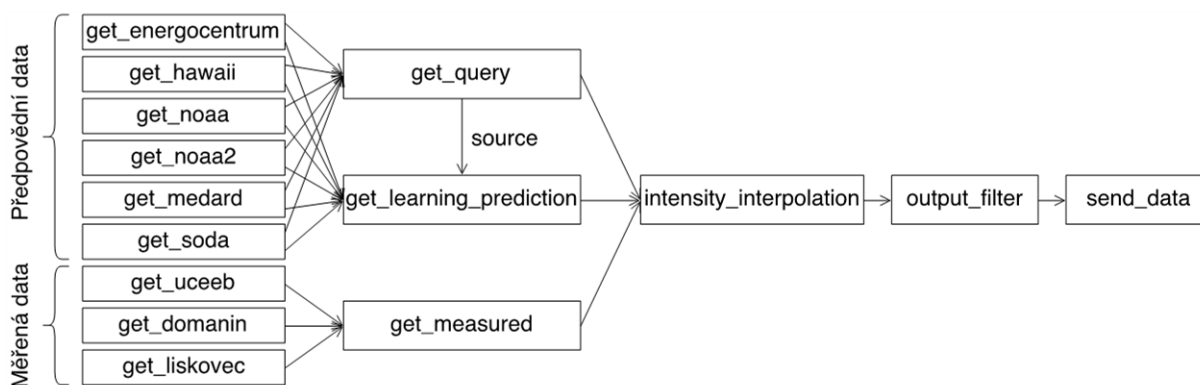 Předpovědní data
get_energocentrum
get_hawaii
get_noaa
get_noaa2
get_medard
get_soda
Měřená data
get_uceeb
get_domanin
get_liskovec
get_query
source
get_learning_prediction
get_measured
intensity_interpolation
output_filter
send_data